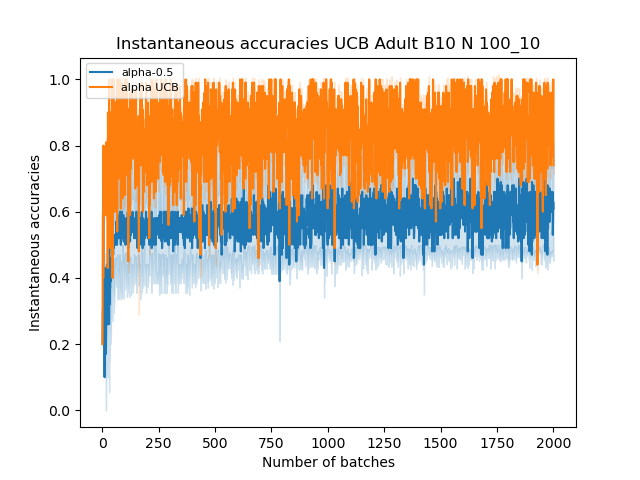 Instantaneous accuracies UCB Adult B10 N 100_10
alpha-0.5
alpha UCB
Instantaneous accuracies
1.0
0.8
0.6
0.4
0.2
0.0
0 250 500 750 1000 1250 1500 1750 2000
Number of batches